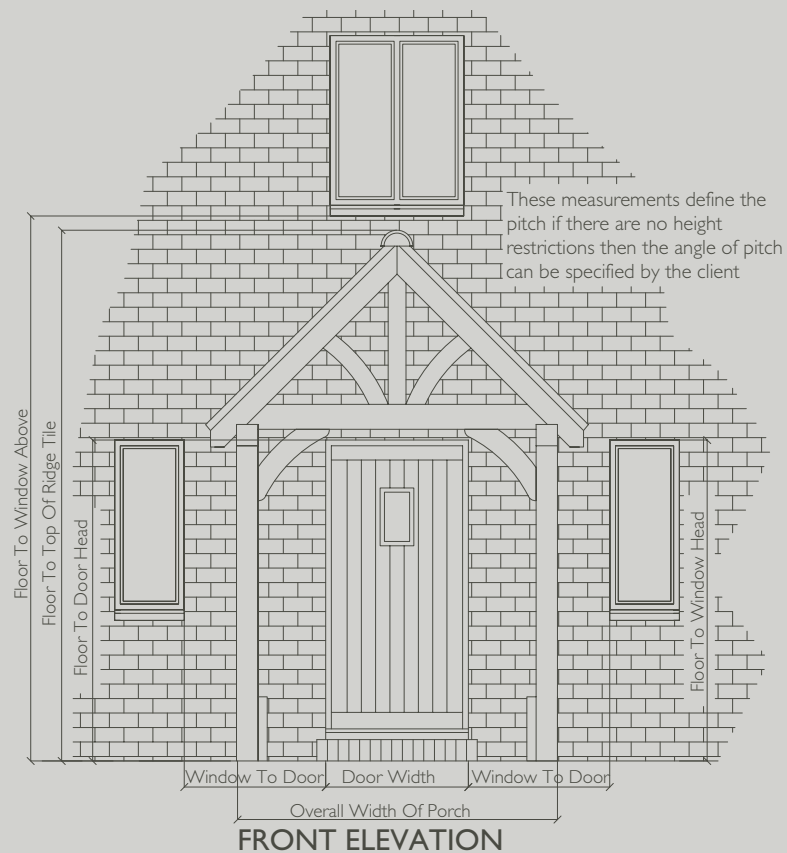 These measurements define the
pitch if there are no height
restrictions then the angle of pitch
can be specified by the client
Floor To Window Above
Floor To Top Of Ridge Tile
Floor To Door Head
Floor To Window Head
Window To Door
Door Width
Window To Door
Overall Width Of Porch
FRONT ELEVATION